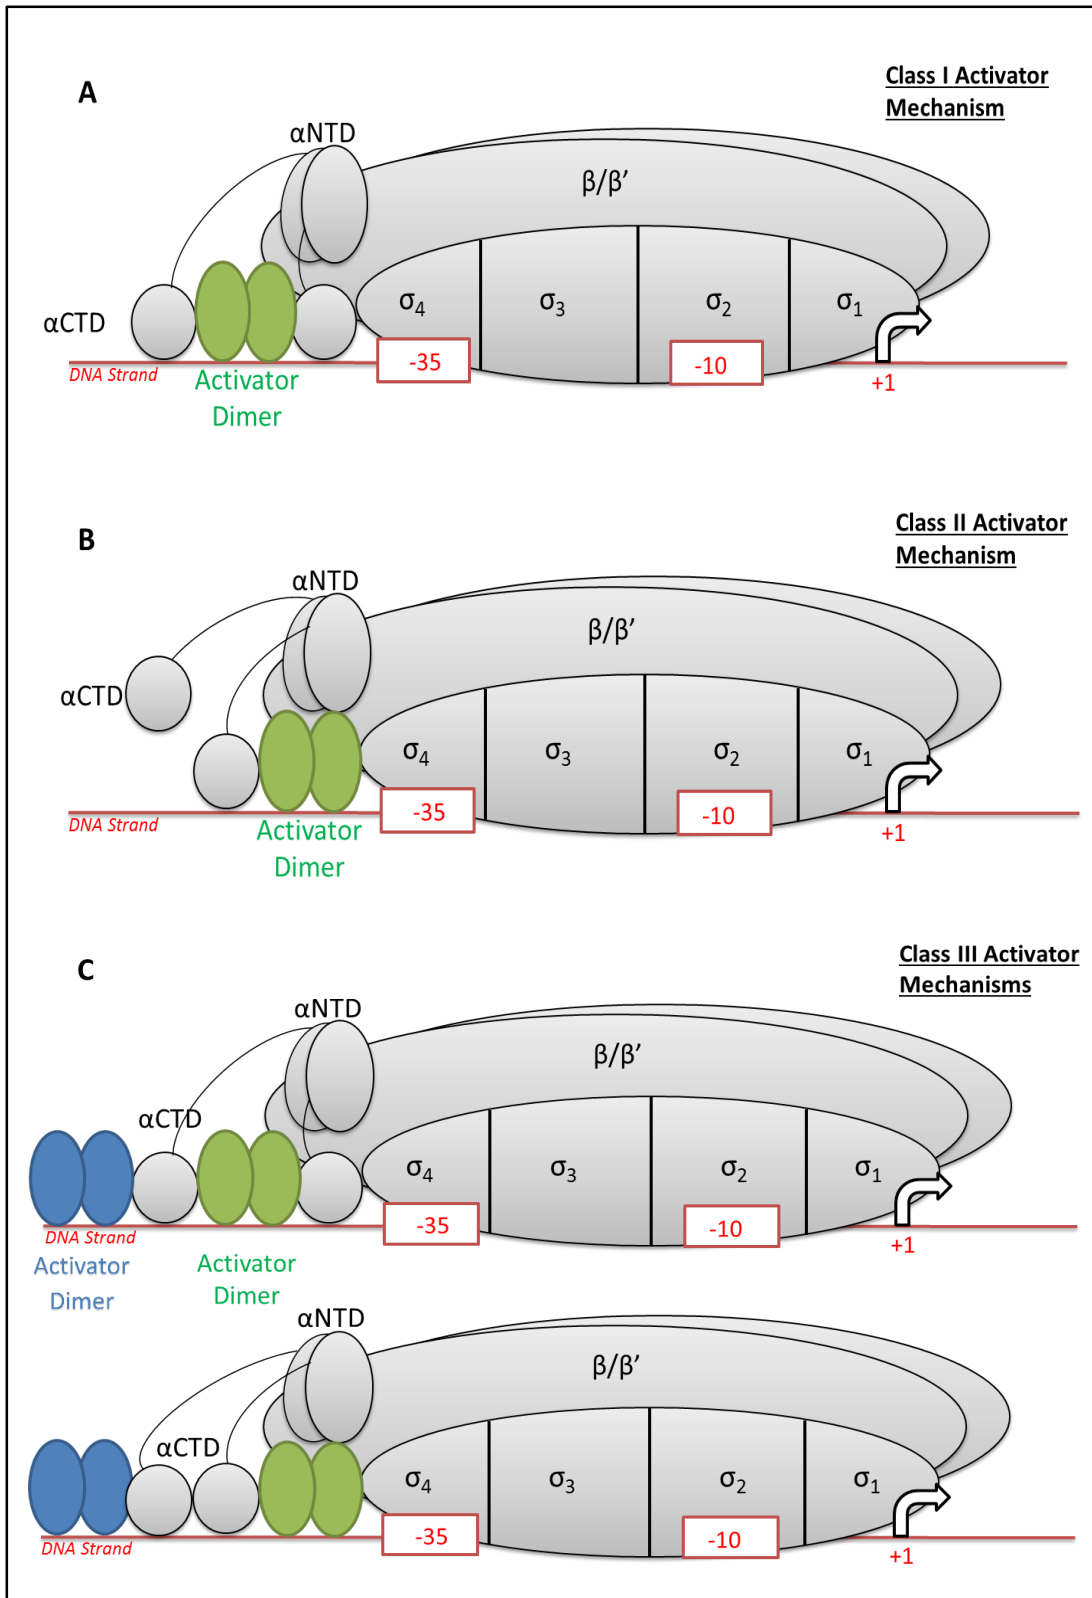 A
Class I Activator
Mechanism
αNTD
β/β’
σ4
σ3
σ2
σ1
αCTD
-35
-10
DNA Strand
+1
Activator
Dimer
B
Class II Activator
Mechanism
αNTD
β/β’
αCTD
σ4
σ3
σ2
σ1
-35
-10
DNA Strand
+1
Activator
Dimer
C
Class III Activator
Mechanisms
αNTD
β/β’
αCTD
σ4
σ3
σ2
σ1
-35
-10
DNA Strand
+1
Activator
Dimer
Activator
Dimer
αNTD
β/β’
αCTD
σ4
σ3
σ2
σ1
-35
-10
DNA Strand
+1